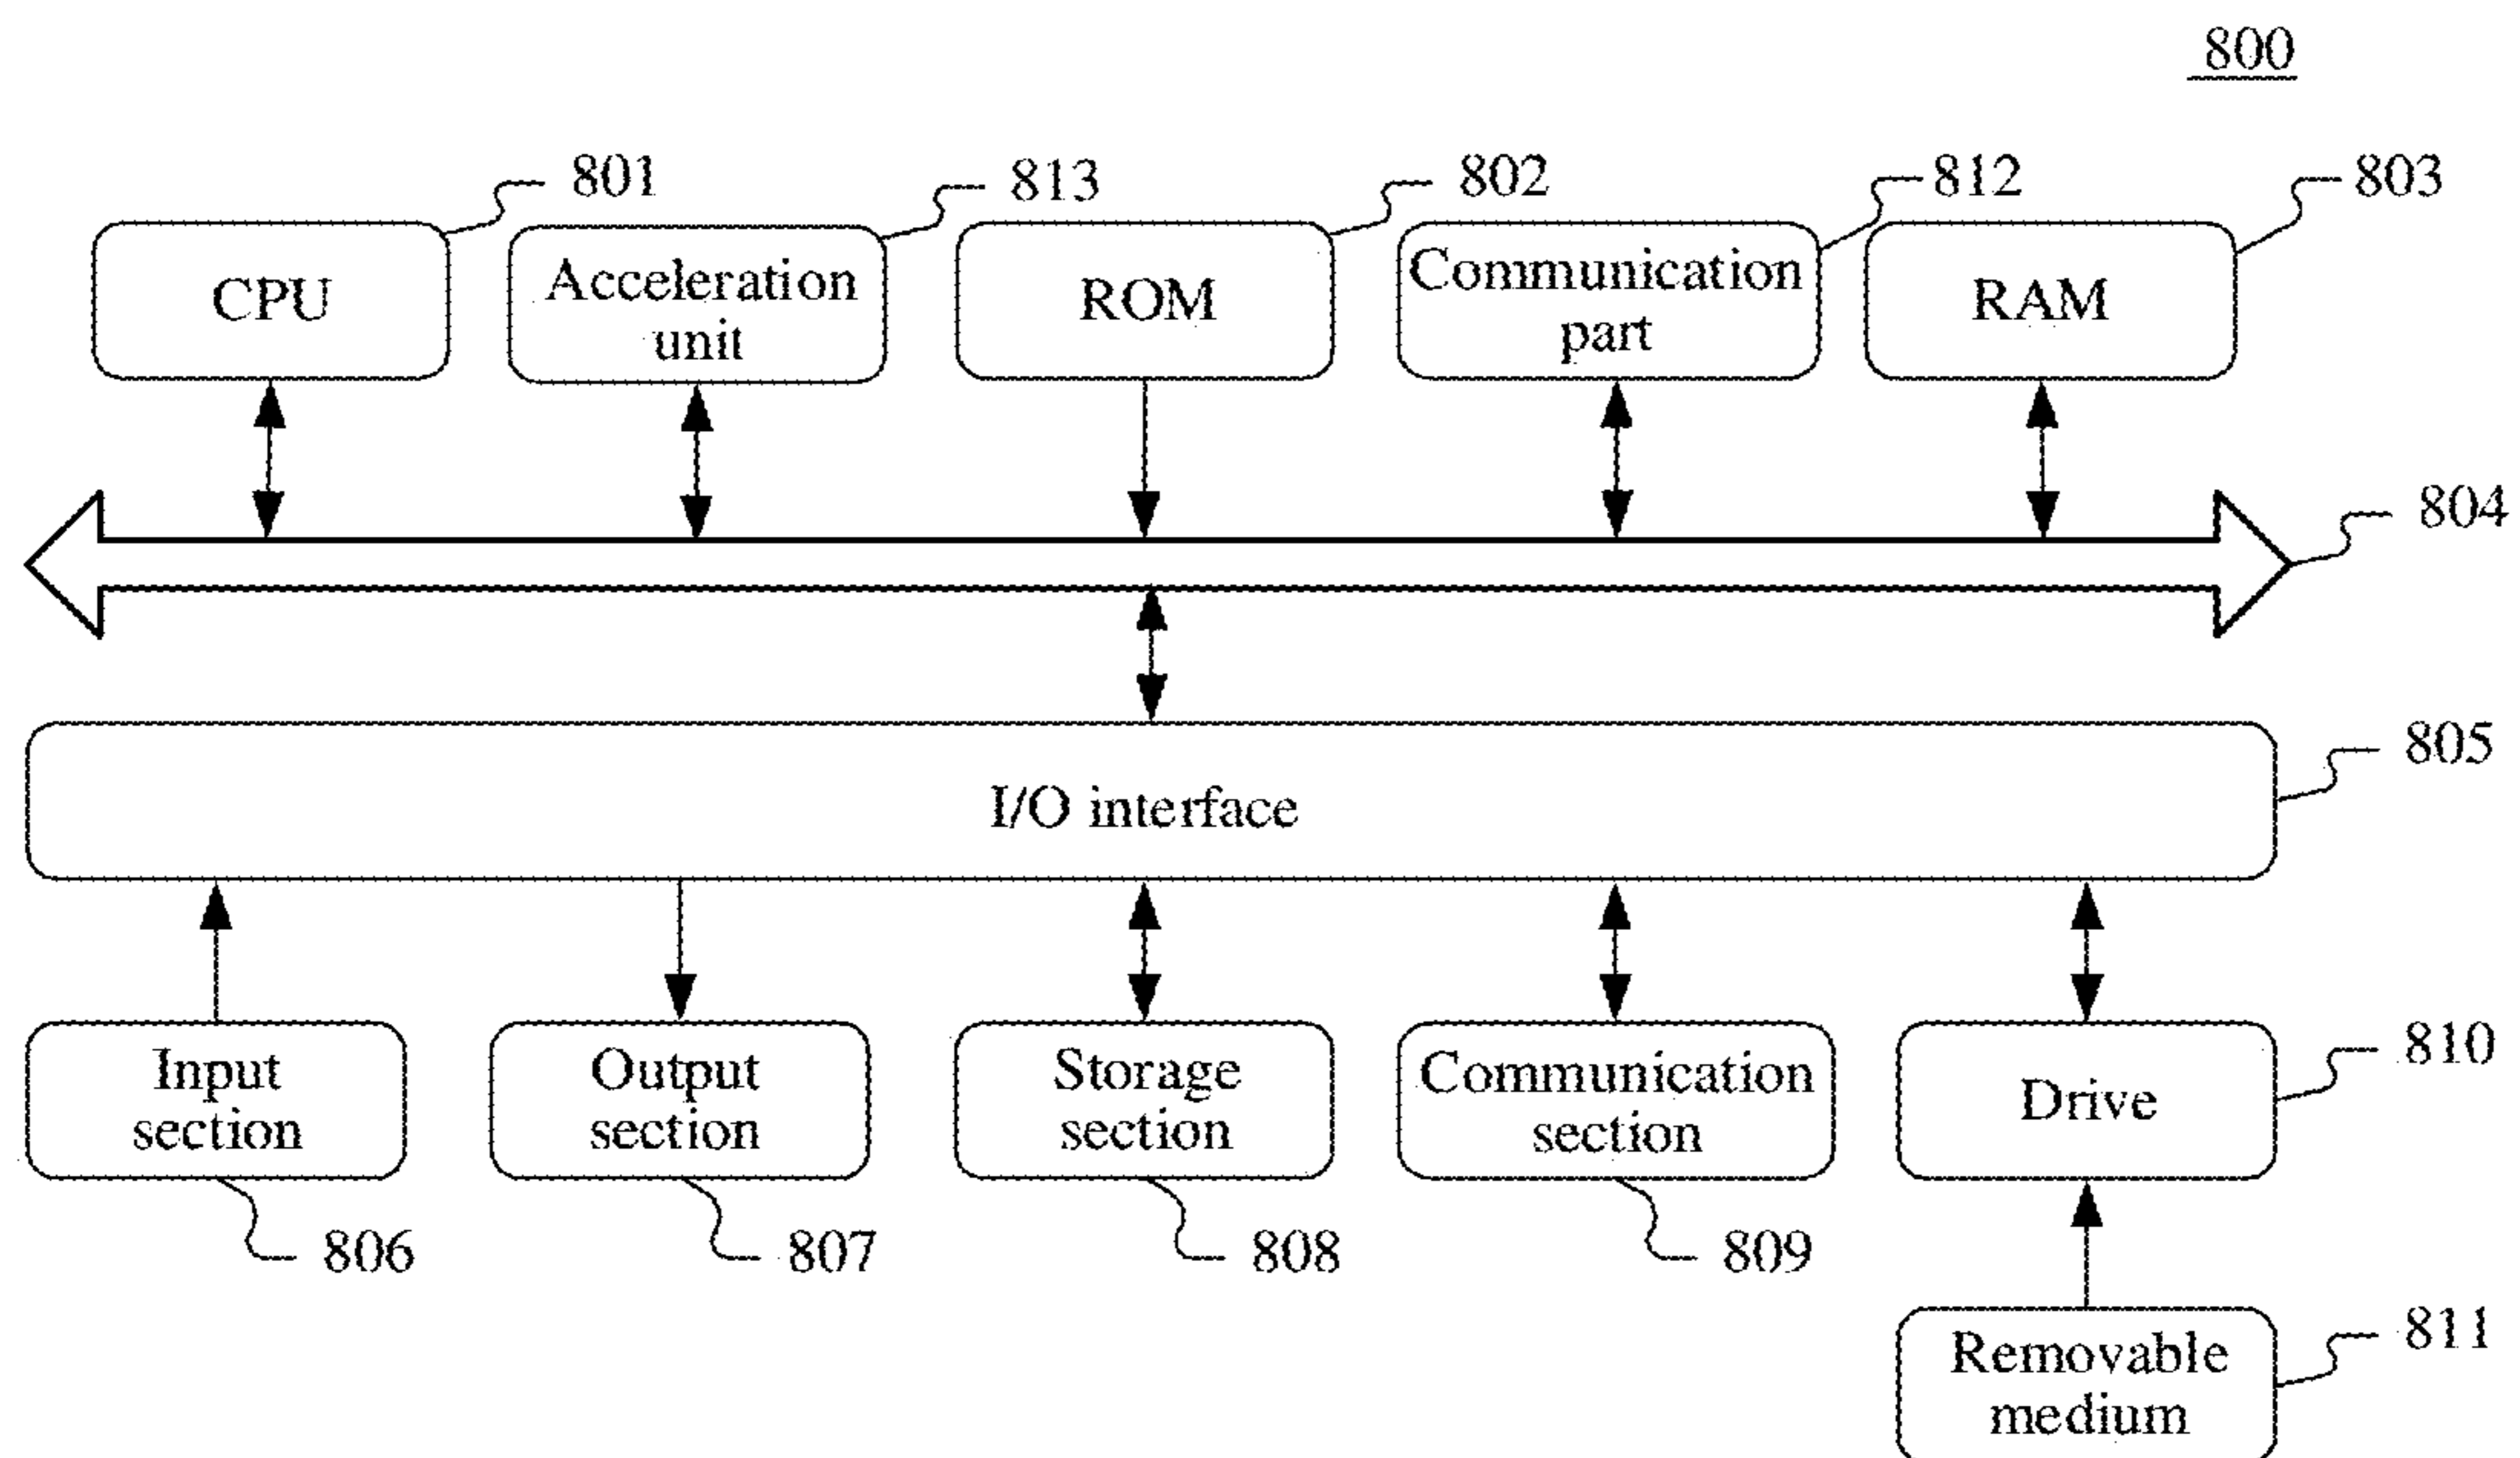 800
801
813
802
812
803
CPU
Acceleration
unit
ROM
Communication
part
RAM
804
805
I/O interface
Input
section
Output
section
Storage
section
Communication
section
Drive
810
806
807
808
809
811
Removable
medium